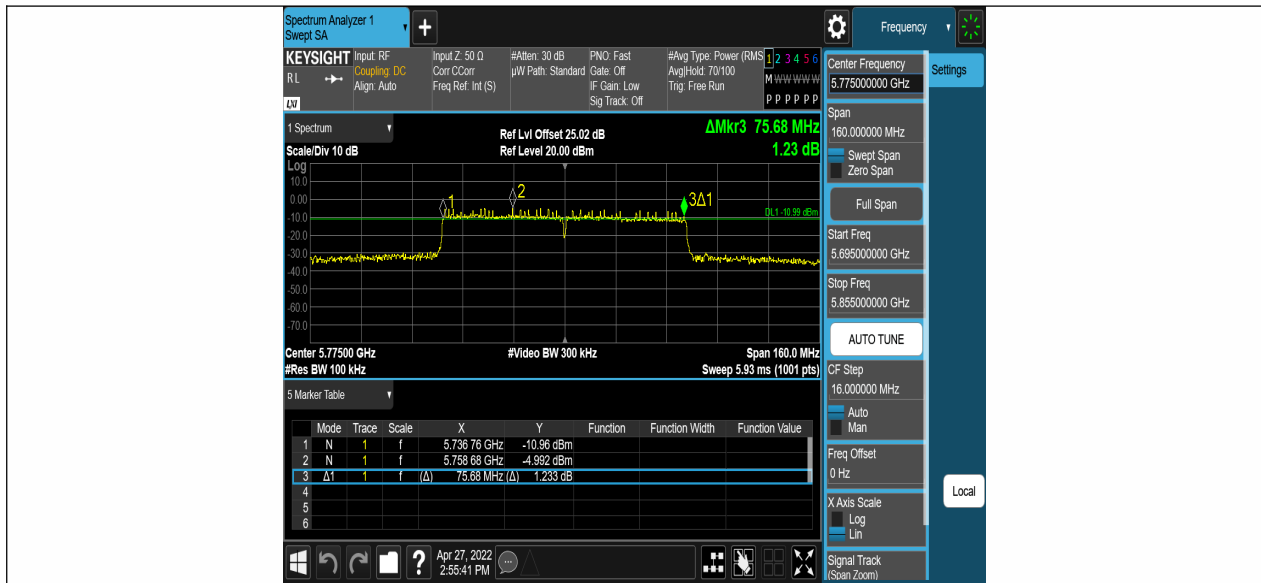 Spectrum Analyzer 1
Swept SA
+
Frequency
KEYSIGHT Input: RF Input Z: 50 Ω #Atten: 30 dB PNO: Fast #Avg Type: Power (RMS 1 2 3 4 5 6
RL Coupling: DC Corr CCorr µW Path: Standard Gate: Off Avg|Hold: 70/100 M W W W W W
Align: Auto Freq Ref: Int (S) IF Gain: Low Trig: Free Run
LXI Sig Track: Off P P P P P P
1 Spectrum
Ref Lvl Offset 25.02 dB ΔMkr3 75.68 MHz
Scale/Div 10 dB Ref Level 20.00 dBm 1.23 dB
Log
10.0
0.00
-10.0
-20.0
-30.0
-40.0
-50.0
-60.0
-70.0
1
2
3Δ1
DL1 -10.99 dBm
Center 5.77500 GHz #Video BW 300 kHz Span 160.0 MHz
#Res BW 100 kHz Sweep 5.93 ms (1001 pts)
5 Marker Table
Mode Trace Scale X Y Function Function Width Function Value
1 N 1 f 5.736 76 GHz -10.96 dBm
2 N 1 f 5.758 68 GHz -4.992 dBm
3 Δ1 1 f (Δ) 75.68 MHz (Δ) 1.233 dB
4
5
6
Apr 27, 2022
2:55:41 PM
?
Center Frequency
5.775000000 GHz
Settings
Span
160.000000 MHz
Swept Span
Zero Span
Full Span
Start Freq
5.695000000 GHz
Stop Freq
5.855000000 GHz
AUTO TUNE
CF Step
16.000000 MHz
Auto
Man
Freq Offset
0 Hz
Local
X Axis Scale
Log
Lin
Signal Track
(Span Zoom)